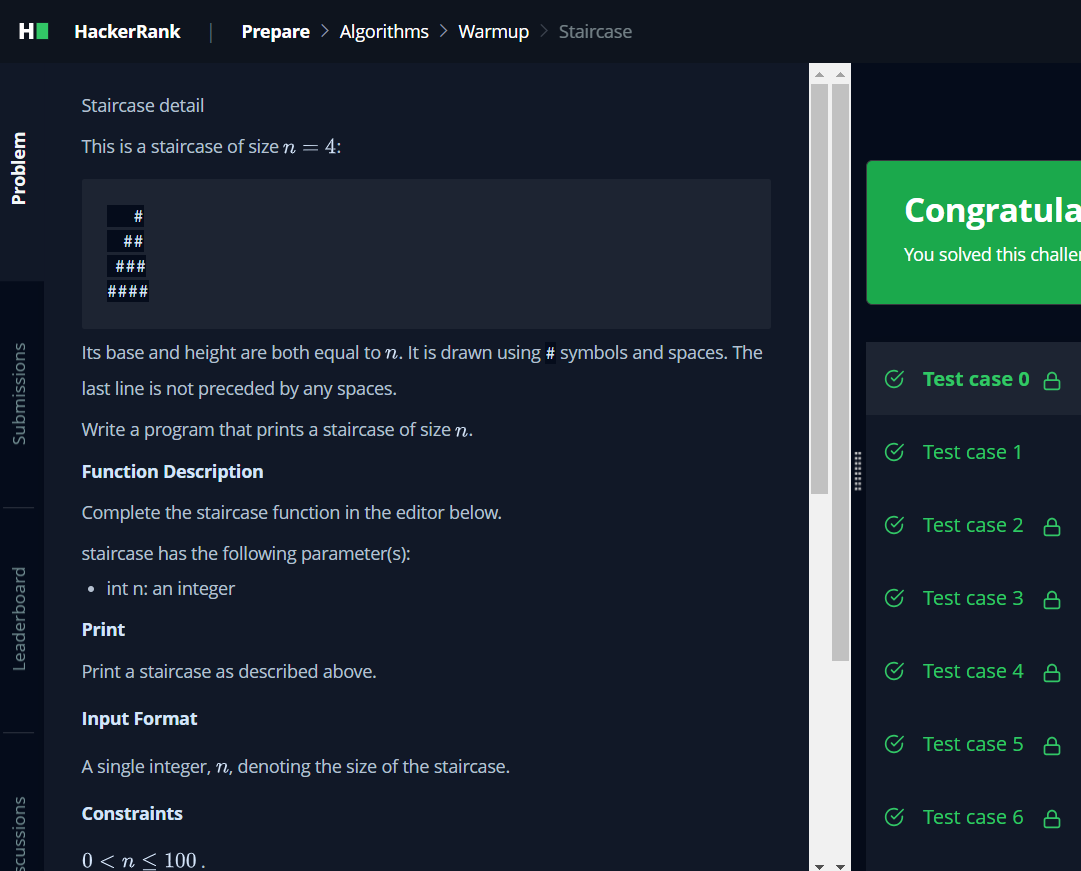 H HackerRank | Prepare > Algorithms > Warmup > Staircase
Problem
Submissions
Leaderboard
Staircase detail
This is a staircase of size n = 4:
   #
  ##
 ###
####
Its base and height are both equal to n. It is drawn using # symbols and spaces. The
last line is not preceded by any spaces.
Write a program that prints a staircase of size n.
Function Description
Complete the staircase function in the editor below.
staircase has the following parameter(s):
• int n: an integer
Print
Print a staircase as described above.
Input Format
A single integer, n, denoting the size of the staircase.
Constraints
0 < n ≤ 100 .
You solved this
Test case 0
Test case 1
Test case 2
Test case 3
Test case 4
Test case 5
Test case 6